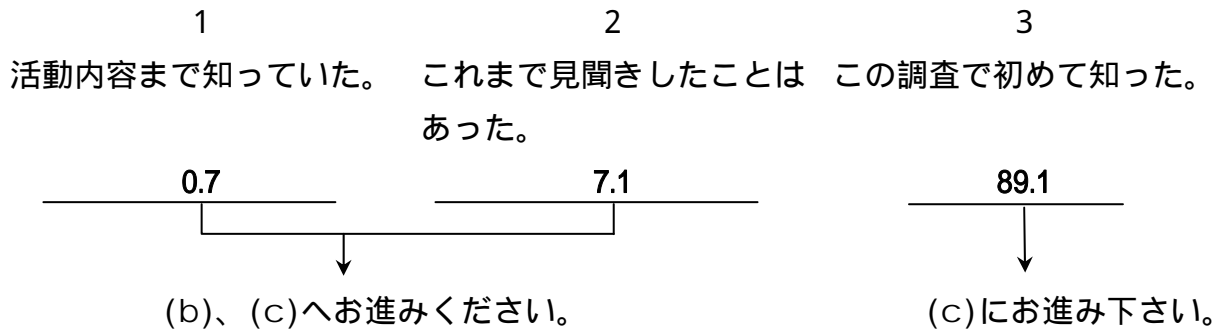 1 2 3
活動内容まで知っていた。 これまで見聞きしたことは この調査で初めて知った。
あった。
0.7 7.1 89.1
(b)、(c)へお進みください。 (c)にお進み下さい。